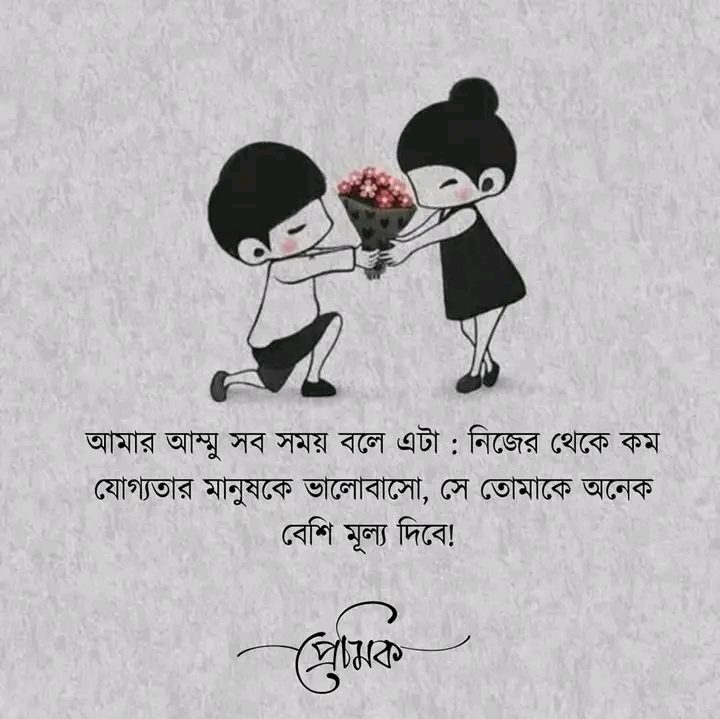 আমার আম্মু সব সময় বলে এটা : নিজের থেকে কম
যোগ্যতার মানুষকে ভালোবাসো, সে তোমাকে অনেক
বেশি মূল্য দিবে!
প্রেমিক